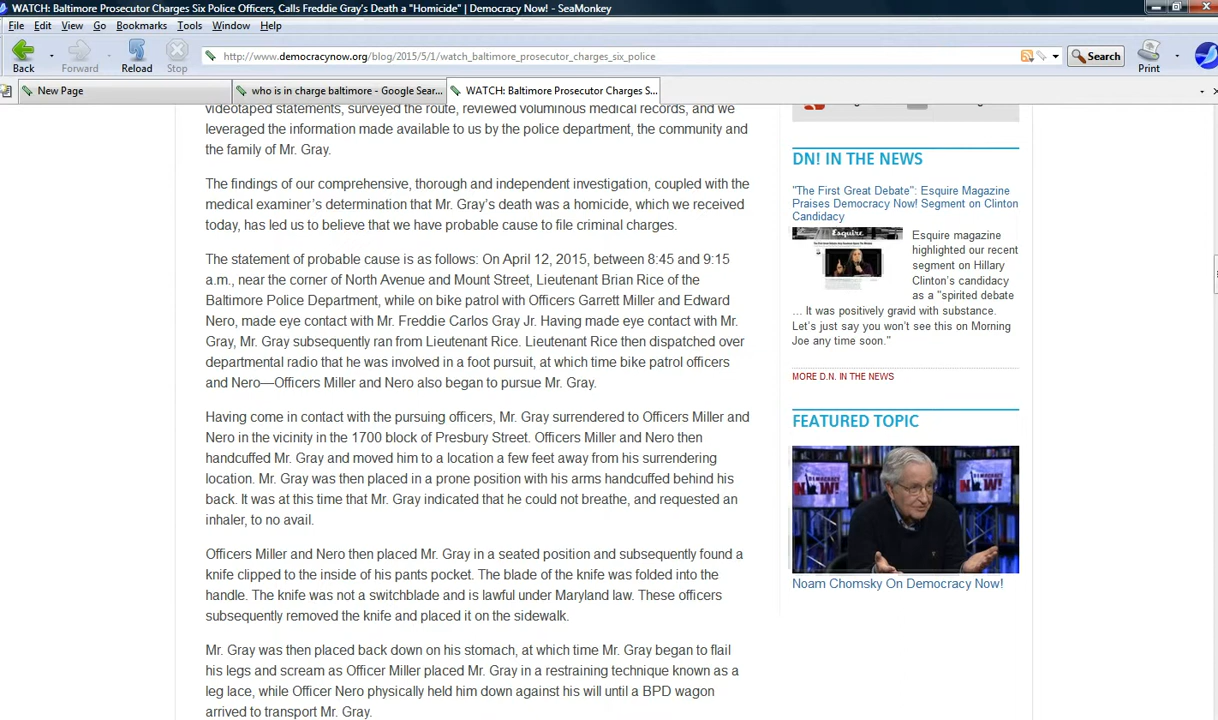 WATCH: Baltimore Prosecutor Charges Six Police Officers, Calls Freddie Gray's Death a "Homicide" | Democracy Now! - SeaMonkey
File Edit View Go Bookmarks Tools Window Help
Back Forward Reload Stop
http://www.democracynow.org/blog/2015/5/1/watch_baltimore_prosecutor_charges_six_police
Search
Print
New Page
who is in charge baltimore - Google Sear...
WATCH: Baltimore Prosecutor Charges S...
videotaped statements, surveyed the route, reviewed voluminous medical records, and we
leveraged the information made available to us by the police department, the community and
the family of Mr. Gray.
The findings of our comprehensive, thorough and independent investigation, coupled with the
medical examiner's determination that Mr. Gray's death was a homicide, which we received
today, has led us to believe that we have probable cause to file criminal charges.
The statement of probable cause is as follows: On April 12, 2015, between 8:45 and 9:15
a.m., near the corner of North Avenue and Mount Street, Lieutenant Brian Rice of the
Baltimore Police Department, while on bike patrol with Officers Garrett Miller and Edward
Nero, made eye contact with Mr. Freddie Carlos Gray Jr. Having made eye contact with Mr.
Gray, Mr. Gray subsequently ran from Lieutenant Rice. Lieutenant Rice then dispatched over
departmental radio that he was involved in a foot pursuit, at which time bike patrol officers
and Nero—Officers Miller and Nero also began to pursue Mr. Gray.
Having come in contact with the pursuing officers, Mr. Gray surrendered to Officers Miller and
Nero in the vicinity in the 1700 block of Presbury Street. Officers Miller and Nero then
handcuffed Mr. Gray and moved him to a location a few feet away from his surrendering
location. Mr. Gray was then placed in a prone position with his arms handcuffed behind his
back. It was at this time that Mr. Gray indicated that he could not breathe, and requested an
inhaler, to no avail.
Officers Miller and Nero then placed Mr. Gray in a seated position and subsequently found a
knife clipped to the inside of his pants pocket. The blade of the knife was folded into the
handle. The knife was not a switchblade and is lawful under Maryland law. These officers
subsequently removed the knife and placed it on the sidewalk.
Mr. Gray was then placed back down on his stomach, at which time Mr. Gray began to flail
his legs and scream as Officer Miller placed Mr. Gray in a restraining technique known as a
leg lace, while Officer Nero physically held him down against his will until a BPD wagon
arrived to transport Mr. Gray.
DN! IN THE NEWS
"The First Great Debate": Esquire Magazine
Praises Democracy Now! Segment on Clinton
Candidacy
Esquire
Esquire magazine
highlighted our recent
segment on Hillary
Clinton's candidacy
as a "spirited debate
... It was positively gravid with substance.
Let's just say you won't see this on Morning
Joe any time soon."
MORE D.N. IN THE NEWS
FEATURED TOPIC
NOW!
NOW!
Noam Chomsky On Democracy Now!